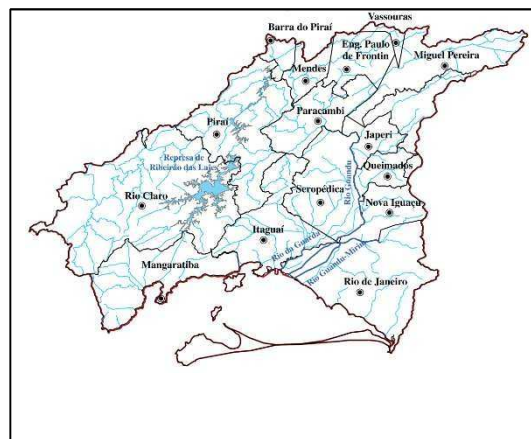 Vassouras
Barra do Piraí
Eng. Paulo
de Frontin
Miguel Pereira
Mendes
Paracambi
Piraí
Japeri
Represa de
Ribeirão das Lajes
Queimados
Rio Guandu
Seropédica
Rio Claro
Nova Iguaçu
Itaguaí
Rio da Guarda
Mangaratiba
Rio Guandu-Mirim
Rio de Janeiro